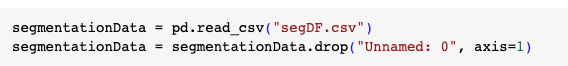 segmentationData = pd.read_csv("segDF.csv")
segmentationData = segmentationData.drop("Unnamed: 0", axis=1)